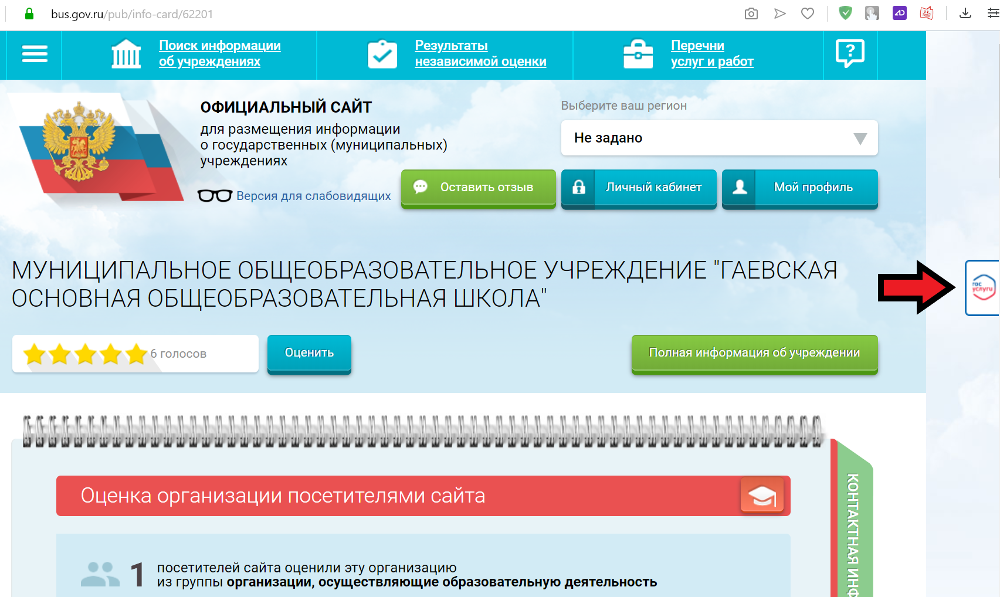 bus.gov.ru/pub/info-card/62201
Поиск информации
об учреждениях
Результаты
независимой оценки
Перечни
услуг и работ
?
ОФИЦИАЛЬНЫЙ САЙТ
для размещения информации
о государственных (муниципальных)
учреждениях
Версия для слабовидящих
Выберите ваш регион
Не задано
Оставить отзыв
Личный кабинет
Мой профиль
МУНИЦИПАЛЬНОЕ ОБЩЕОБРАЗОВАТЕЛЬНОЕ УЧРЕЖДЕНИЕ "ГАЕВСКАЯ
ОСНОВНАЯ ОБЩЕОБРАЗОВАТЕЛЬНАЯ ШКОЛА"
гос
услуги
6 голосов
Оценить
Полная информация об учреждении
Оценка организации посетителями сайта
1 посетителей сайта оценили эту организацию
из группы организации, осуществляющие образовательную деятельность
КОНТАКТНАЯ ИНФ